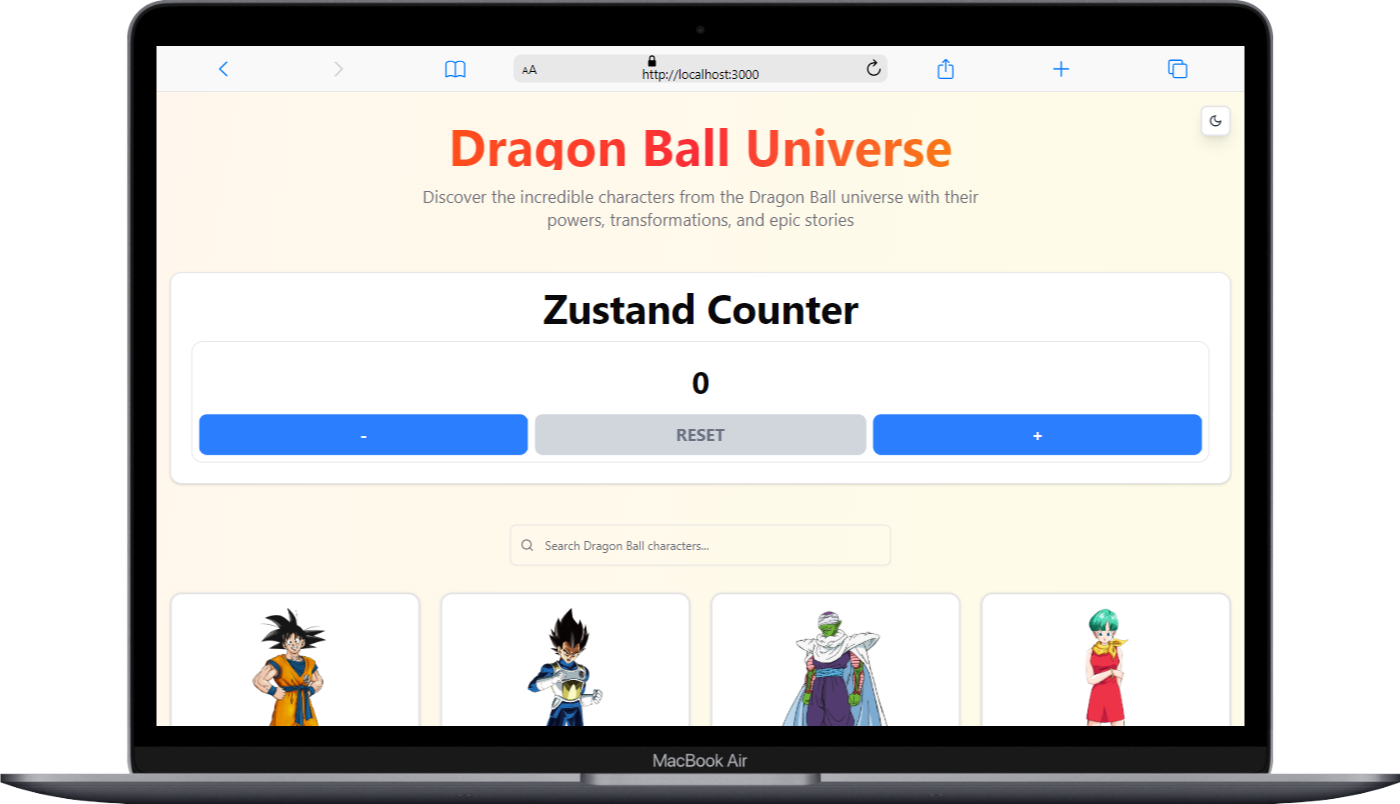 AA
http://localhost:3000
Dragon Ball Universe
Discover the incredible characters from the Dragon Ball universe with their
powers, transformations, and epic stories
Zustand Counter
0
-
RESET
+
Search Dragon Ball characters...
MacBook Air